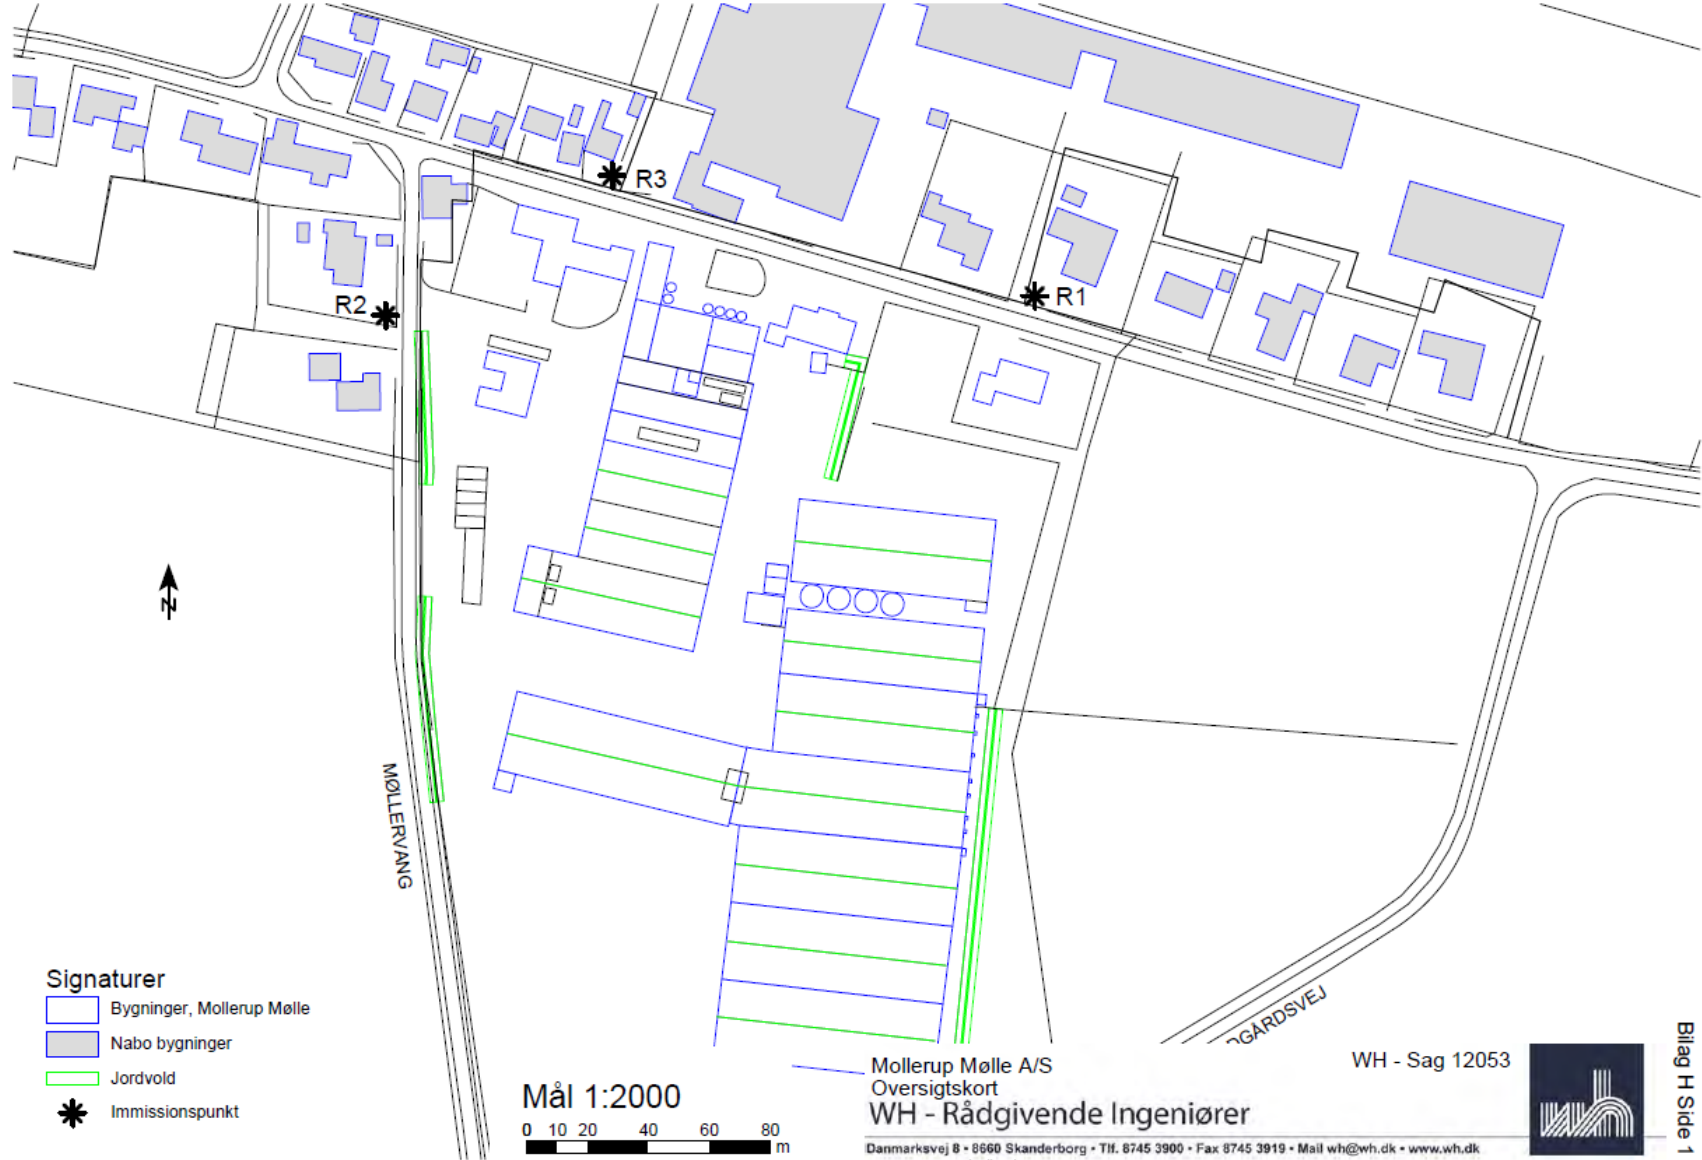 R3
R1
R2
N
MØLLERVANG
DGÅRDSVEJ
Signaturer
Bygninger, Mollerup Mølle
Nabo bygninger
Jordvold
Immissionspunkt
Mål 1:2000
0 10 20 40 60 80
m
Mollerup Mølle A/S
Oversigtskort
WH - Sag 12053
WH - Rådgivende Ingeniører
Danmarksvej 8 • 8660 Skanderborg • Tlf. 8745 3900 • Fax 8745 3919 • Mail wh@wh.dk • www.wh.dk
wh
Bilag H Side 1